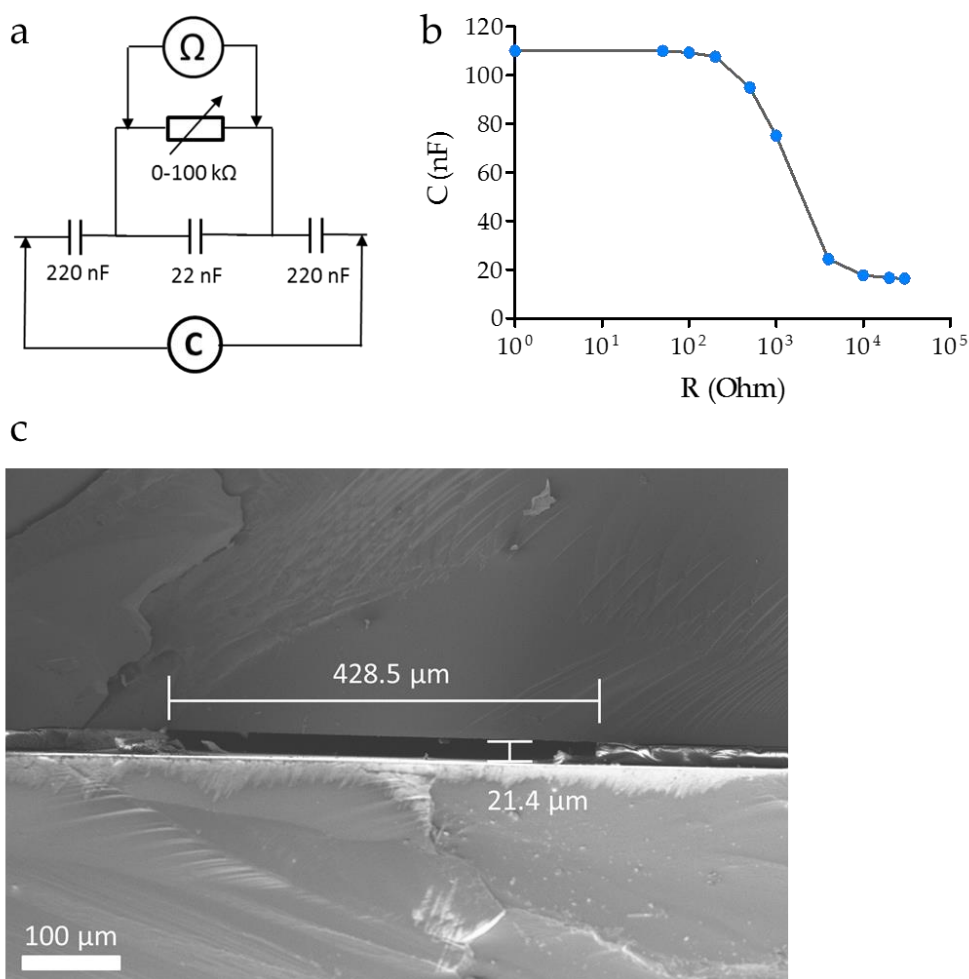 a
Ω
0-100 kΩ
220 nF
22 nF
220 nF
C
b
C (nF)
120
100
80
60
40
20
0
10⁰
10¹
10²
10³
10⁴
10⁵
R (Ohm)
c
428.5 µm
21.4 µm
100 µm